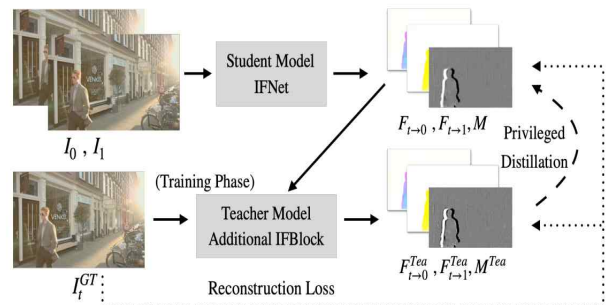 Student Model
IFNet
I_0 , I_1
F_{t→0} , F_{t→1}, M
Privileged
Distillation
(Training Phase)
Teacher Model
Additional IFBlock
I_t^{GT}
F_{t→0}^{Tea} , F_{t→1}^{Tea}, M^{Tea}
Reconstruction Loss